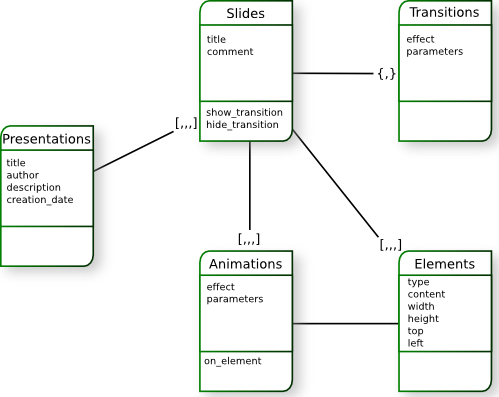 Slides
title
comment
show_transition
hide_transition
Transitions
effect
parameters
{,}
[,,,]
Presentations
title
author
description
creation_date
[,,,]
[,,,]
Animations
effect
parameters
on_element
Elements
type
content
width
height
top
left